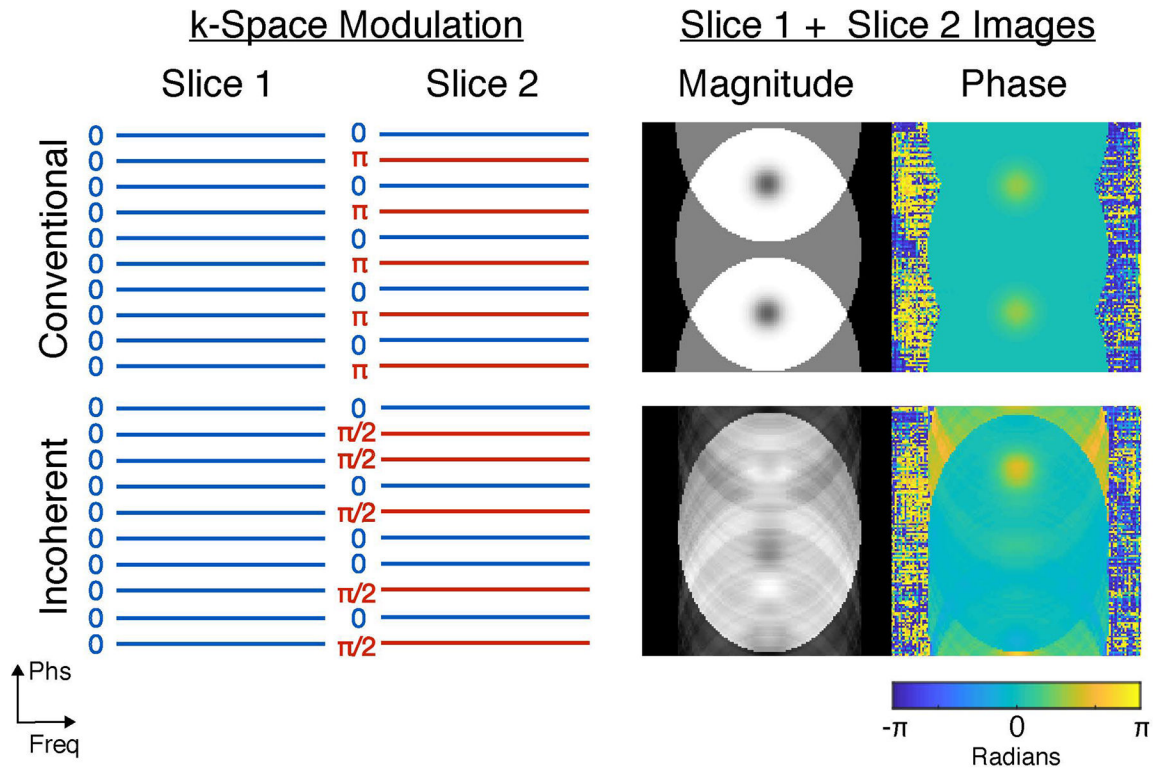 k-Space Modulation
Slice 1 + Slice 2 Images
Slice 1
Slice 2
Magnitude
Phase
Conventional
0 0
0 π
0 0
0 π
0 0
0 π
0 0
0 π
0 0
0 π
Incoherent
0 0
0 π/2
0 π/2
0 0
0 π/2
0 0
0 0
0 π/2
0 0
0 π/2
Phs
Freq
-π 0 π
Radians